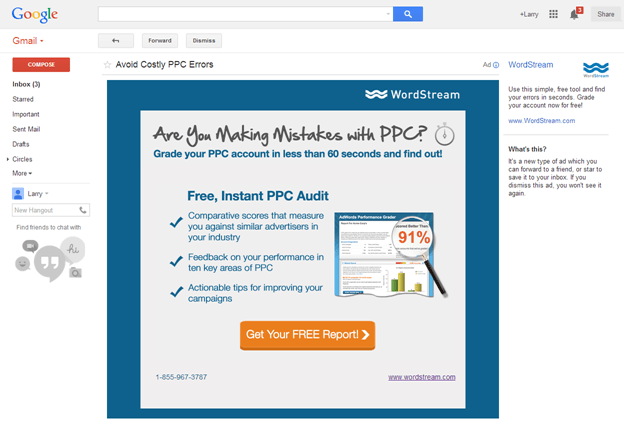 Google
+Larry
3
Share
Gmail
Forward
Dismiss
COMPOSE
Inbox (3)
Starred
Important
Sent Mail
Drafts
Circles
More
Larry
New Hangout
Find friends to chat with
hi
Avoid Costly PPC Errors
Ad
WordStream
Are You Making Mistakes with PPC?
Grade your PPC account in less than 60 seconds and find out!
Free, Instant PPC Audit
Comparative scores that measure
you against similar advertisers in
your industry
Feedback on your performance in
ten key areas of PPC
Actionable tips for improving your
campaigns
AdWords Performance Grader
Scored Better Than
91%
Get Your FREE Report!
1-855-967-3787
www.wordstream.com
WordStream
WordStream
Use this simple, free tool and find
your errors in seconds. Grade
your account now for free!
www.WordStream.com
What's this?
It's a new type of ad which you
can forward to a friend, or star to
save it to your inbox. If you
dismiss this ad, you won't see it
again.